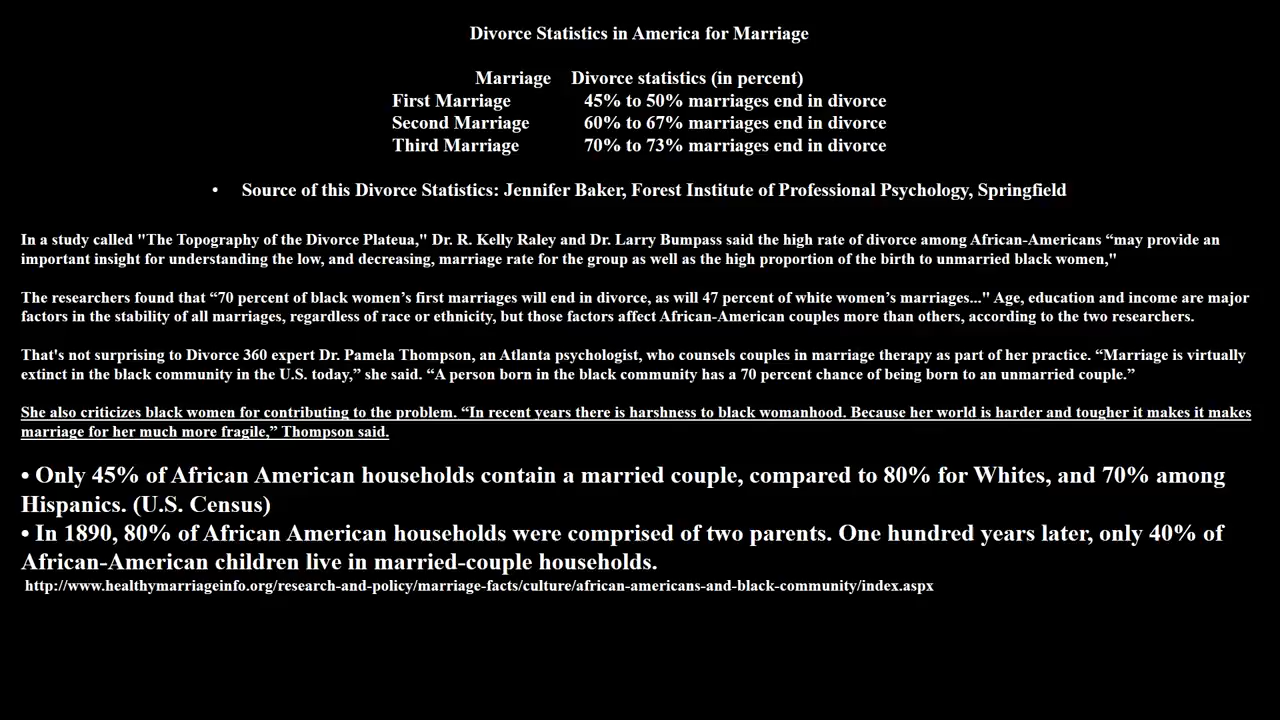 Divorce Statistics in America for Marriage
Marriage Divorce statistics (in percent)
First Marriage 45% to 50% marriages end in divorce
Second Marriage 60% to 67% marriages end in divorce
Third Marriage 70% to 73% marriages end in divorce
• Source of this Divorce Statistics: Jennifer Baker, Forest Institute of Professional Psychology, Springfield
In a study called "The Topography of the Divorce Plateua," Dr. R. Kelly Raley and Dr. Larry Bumpass said the high rate of divorce among African-Americans “may provide an
important insight for understanding the low, and decreasing, marriage rate for the group as well as the high proportion of the birth to unmarried black women,"
The researchers found that “70 percent of black women’s first marriages will end in divorce, as will 47 percent of white women’s marriages..." Age, education and income are major
factors in the stability of all marriages, regardless of race or ethnicity, but those factors affect African-American couples more than others, according to the two researchers.
That's not surprising to Divorce 360 expert Dr. Pamela Thompson, an Atlanta psychologist, who counsels couples in marriage therapy as part of her practice. “Marriage is virtually
extinct in the black community in the U.S. today,” she said. “A person born in the black community has a 70 percent chance of being born to an unmarried couple.”
She also criticizes black women for contributing to the problem. “In recent years there is harshness to black womanhood. Because her world is harder and tougher it makes it makes
marriage for her much more fragile,” Thompson said.
• Only 45% of African American households contain a married couple, compared to 80% for Whites, and 70% among
Hispanics. (U.S. Census)
• In 1890, 80% of African American households were comprised of two parents. One hundred years later, only 40% of
African-American children live in married-couple households.
http://www.healthymarriageinfo.org/research-and-policy/marriage-facts/culture/african-americans-and-black-community/index.aspx